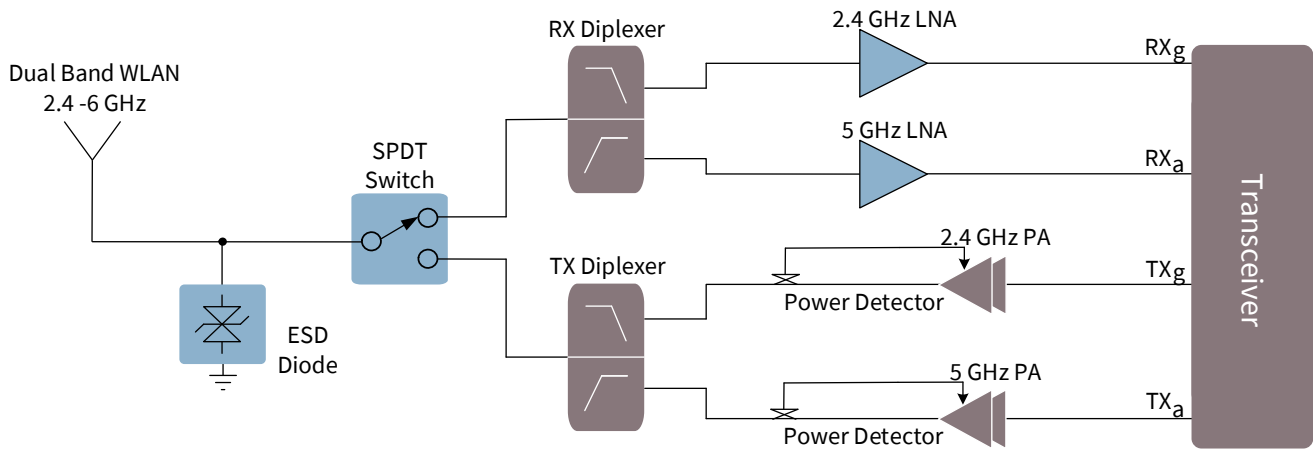 Dual Band WLAN
2.4 -6 GHz
SPDT
Switch
ESD
Diode
RX Diplexer
TX Diplexer
2.4 GHz LNA
5 GHz LNA
2.4 GHz PA
Power Detector
5 GHz PA
Power Detector
RXg
RXa
TXg
TXa
Transceiver